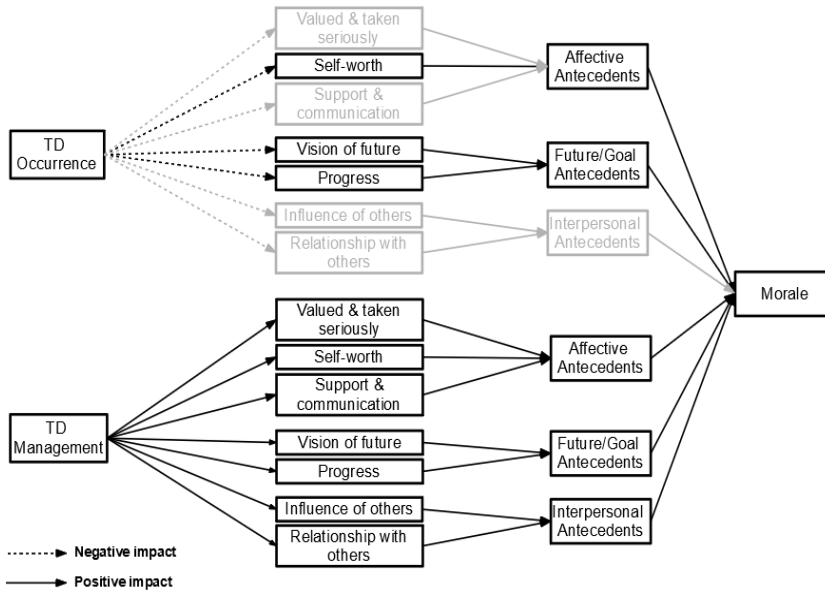 Valued & taken
seriously
Self-worth
Support &
communication
Affective
Antecedents
TD
Occurrence
Vision of future
Progress
Future/Goal
Antecedents
Influence of others
Relationship with
others
Interpersonal
Antecedents
Morale
Valued & taken
seriously
Self-worth
Support &
communication
Affective
Antecedents
TD
Management
Vision of future
Progress
Future/Goal
Antecedents
Influence of others
Relationship with
others
Interpersonal
Antecedents
Negative impact
Positive impact